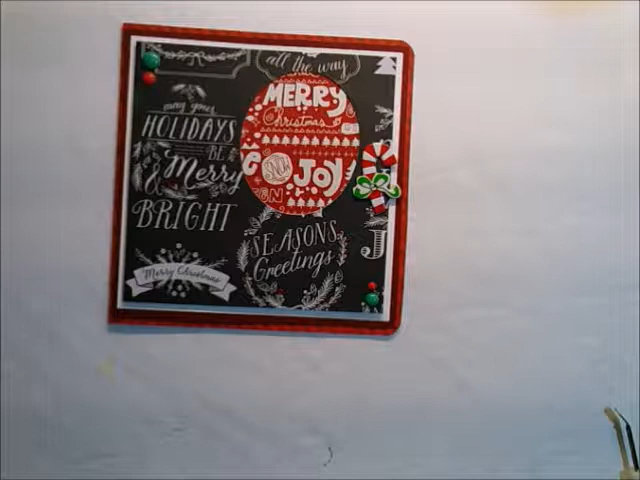 all the way
may your
HOLIDAYS
BE
& Merry
BRIGHT
Merry Christmas
MERRY
Christmas
JOY
SEASONS
Greetings
J